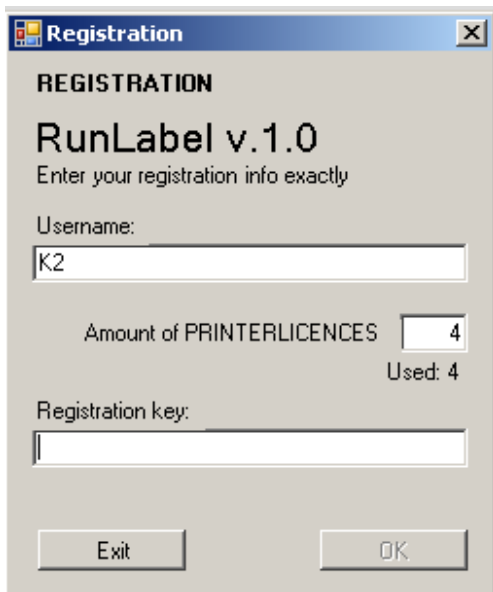 Registration
REGISTRATION
RunLabel v.1.0
Enter your registration info exactly
Username:
K2
Amount of PRINTERLICENCES 4
Used: 4
Registration key:
Exit OK